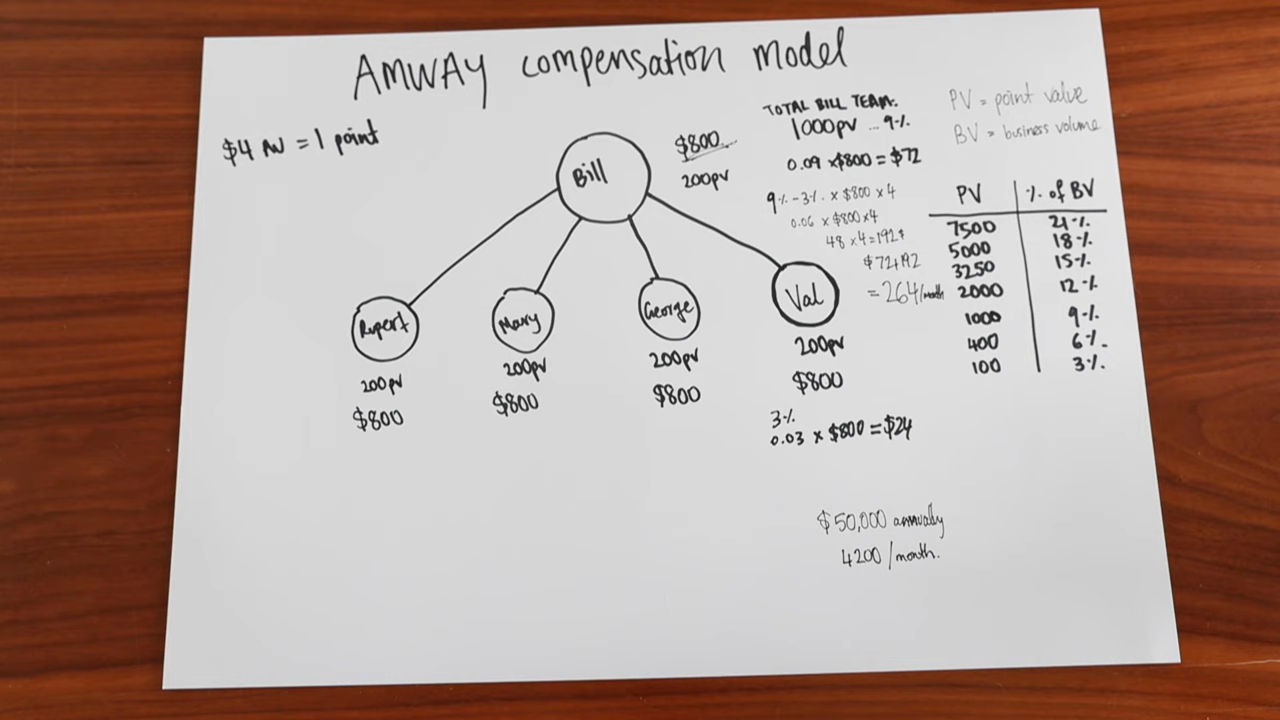 AMWAY compensation model
$4 AU = 1 point
Bill
$800
200pv
TOTAL BILL TEAM:
1000pv ... 9%
0.09 x $800 = $72
9% - 3% x $800 x 4
0.06 x $800 x 4
48 x 4 = 192$
$72+192
= 264/month
PV = point value
BV = business volume
PV % of BV
7500 21%
5000 18%
3250 15%
2000 12%
1000 9%
400 6%
100 3%
Rupert
200pv
$800
Mary
200pv
$800
George
200pv
$800
Val
200pv
$800
3%
0.03 x $800 = $24
$50,000 annually
4200/month.